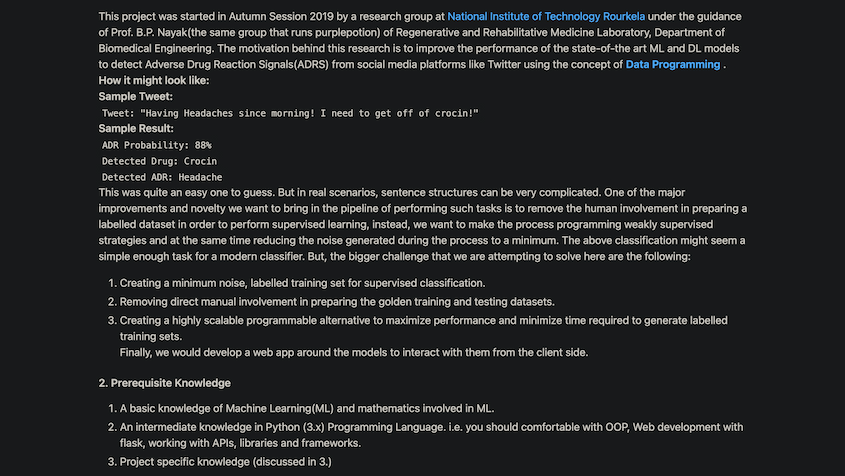 This project was started in Autumn Session 2019 by a research group at National Institute of Technology Rourkela under the guidance
of Prof. B.P. Nayak(the same group that runs purplepotion) of Regenerative and Rehabilitative Medicine Laboratory, Department of
Biomedical Engineering. The motivation behind this research is to improve the performance of the state-of-the art ML and DL models
to detect Adverse Drug Reaction Signals(ADRS) from social media platforms like Twitter using the concept of Data Programming .
How it might look like:
Sample Tweet:
Tweet: "Having Headaches since morning! I need to get off of crocin!"
Sample Result:
ADR Probability: 88%
Detected Drug: Crocin
Detected ADR: Headache
This was quite an easy one to guess. But in real scenarios, sentence structures can be very complicated. One of the major
improvements and novelty we want to bring in the pipeline of performing such tasks is to remove the human involvement in preparing a
labelled dataset in order to perform supervised learning, instead, we want to make the process programming weakly supervised
strategies and at the same time reducing the noise generated during the process to a minimum. The above classification might seem a
simple enough task for a modern classifier. But, the bigger challenge that we are attempting to solve here are the following:
1. Creating a minimum noise, labelled training set for supervised classification.
2. Removing direct manual involvement in preparing the golden training and testing datasets.
3. Creating a highly scalable programmable alternative to maximize performance and minimize time required to generate labelled
training sets.
Finally, we would develop a web app around the models to interact with them from the client side.
2. Prerequisite Knowledge
1. A basic knowledge of Machine Learning(ML) and mathematics involved in ML.
2. An intermediate knowledge in Python (3.x) Programming Language. i.e. you should comfortable with OOP, Web development with
flask, working with APIs, libraries and frameworks.
3. Project specific knowledge (discussed in 3.)